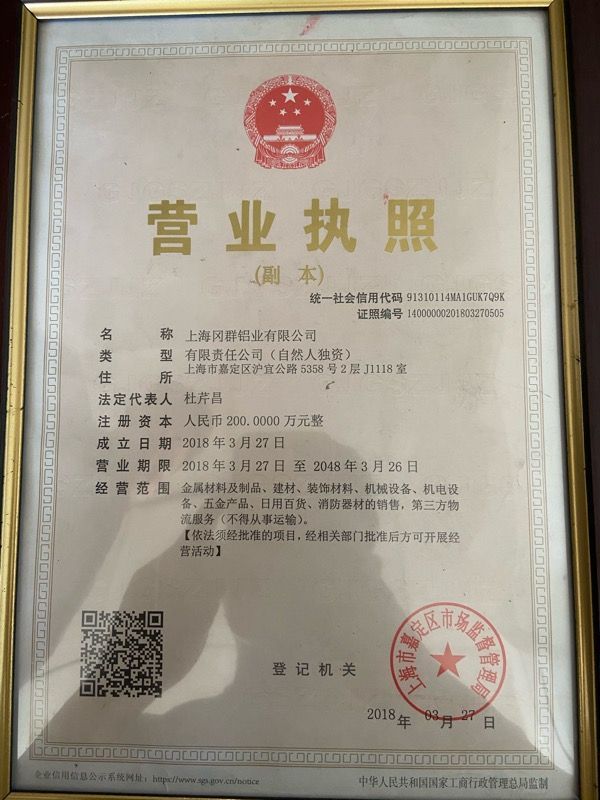 营业执照
(副 本)
统一社会信用代码 91310114MA1GUK7Q9K
证照编号 14000000201803270505
名 称 上海冈群铝业有限公司
类 型 有限责任公司（自然人独资）
住 所 上海市嘉定区沪宜公路 5358 号 2 层 J1118 室
法定代表人 杜芹昌
注册资本 人民币 200.0000 万元整
成立日期 2018 年 3 月 27 日
营业期限 2018 年 3 月 27 日 至 2048 年 3 月 26 日
经营范围 金属材料及制品、建材、装饰材料、机械设备、机电设
备、五金产品、日用百货、消防器材的销售，第三方物
流服务（不得从事运输）。
【依法须经批准的项目，经相关部门批准后方可开展经
营活动】
上海市嘉定区市场监督管理局
登记机关
2018 年 03 月 27 日
企业信用信息公示系统网址：https://www.sgs.gov.cn/notice
中华人民共和国国家工商行政管理总局监制